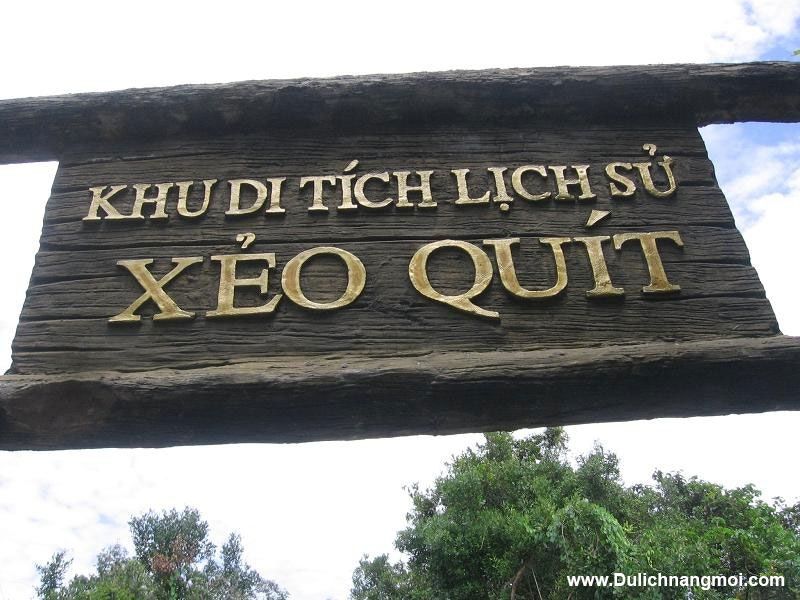 KHU DI TÍCH LỊCH SỬ
XẺO QUÍT
www.Dulichnangmoi.com